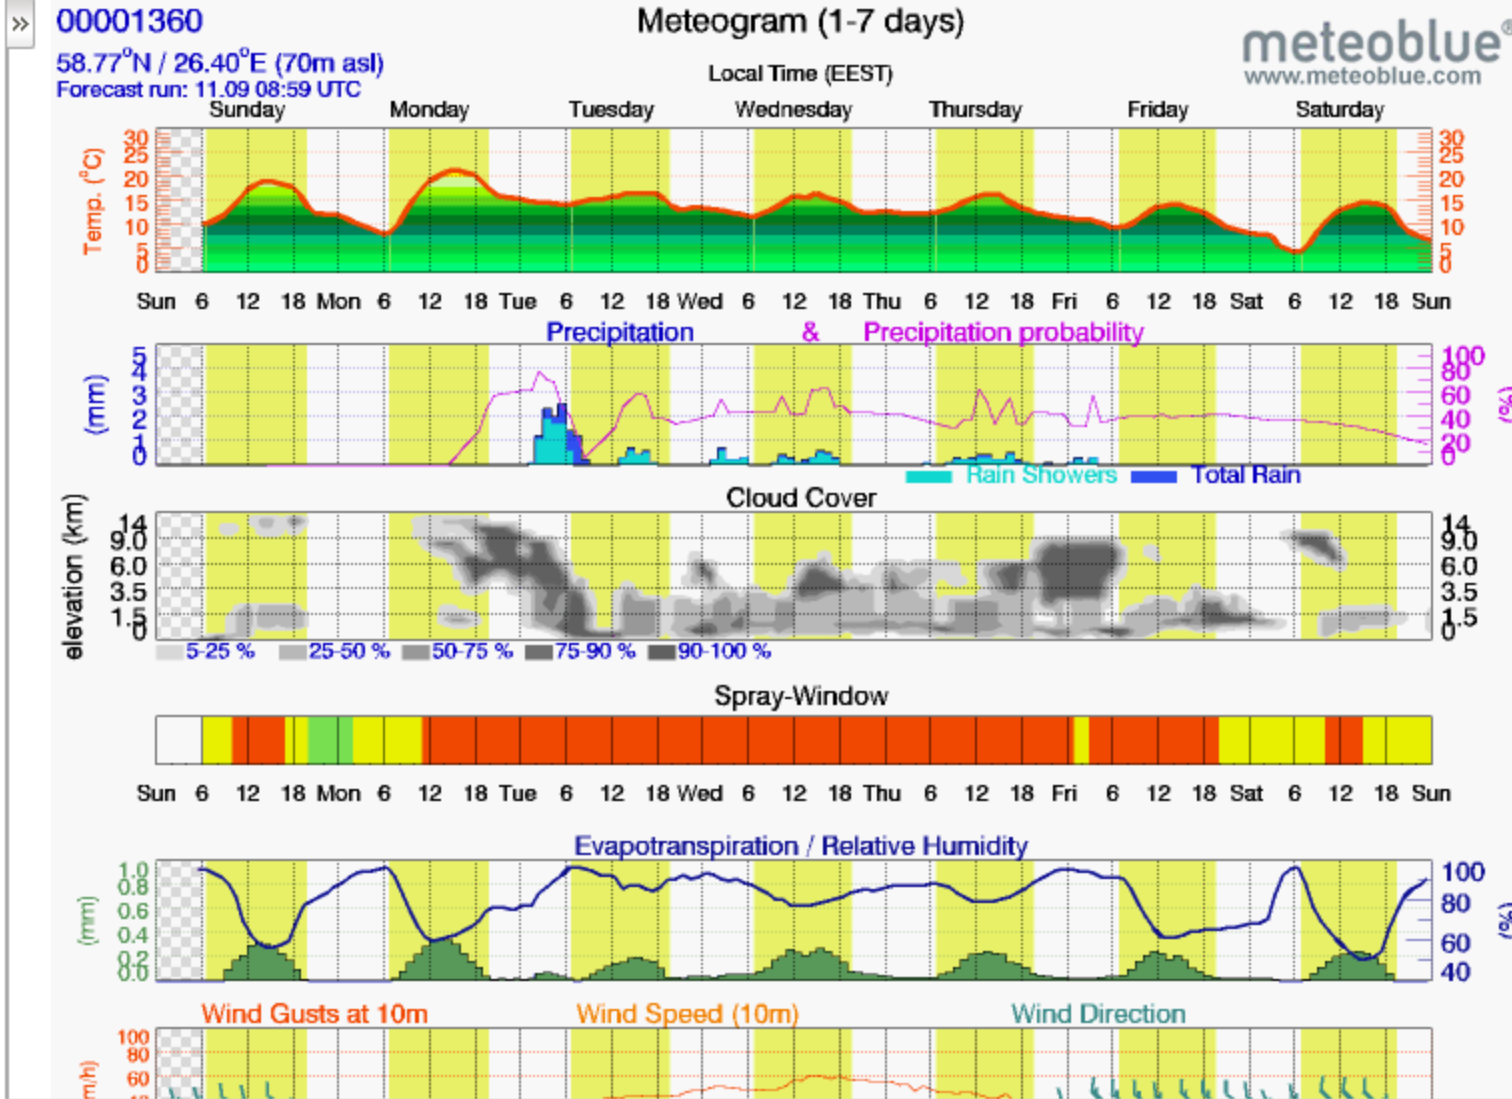 »
00001360
Meteogram (1-7 days)
meteoblue®
58.77°N / 26.40°E (70m asl)
Local Time (EEST)
www.meteoblue.com
Forecast run: 11.09 08:59 UTC
Sunday Monday Tuesday Wednesday Thursday Friday Saturday
Temp. (°C)
30 30
25 25
20 20
15 15
10 10
5 5
0 0
Sun 6 12 18 Mon 6 12 18 Tue 6 12 18 Wed 6 12 18 Thu 6 12 18 Fri 6 12 18 Sat 6 12 18 Sun
Precipitation & Precipitation probability
(mm)
5 100
4 80
3 60
2 40
1 20
0 0
(%)
Rain Showers Total Rain
Cloud Cover
elevation (km)
14 14
9.0 9.0
6.0 6.0
3.5 3.5
1.5 1.5
0 0
5-25 % 25-50 % 50-75 % 75-90 % 90-100 %
Spray-Window
Sun 6 12 18 Mon 6 12 18 Tue 6 12 18 Wed 6 12 18 Thu 6 12 18 Fri 6 12 18 Sat 6 12 18 Sun
Evapotranspiration / Relative Humidity
(mm)
1.0 100
0.8 80
0.6
0.4 60
0.2
0.0 40
(%)
Wind Gusts at 10m Wind Speed (10m) Wind Direction
100
80
60
m/h)